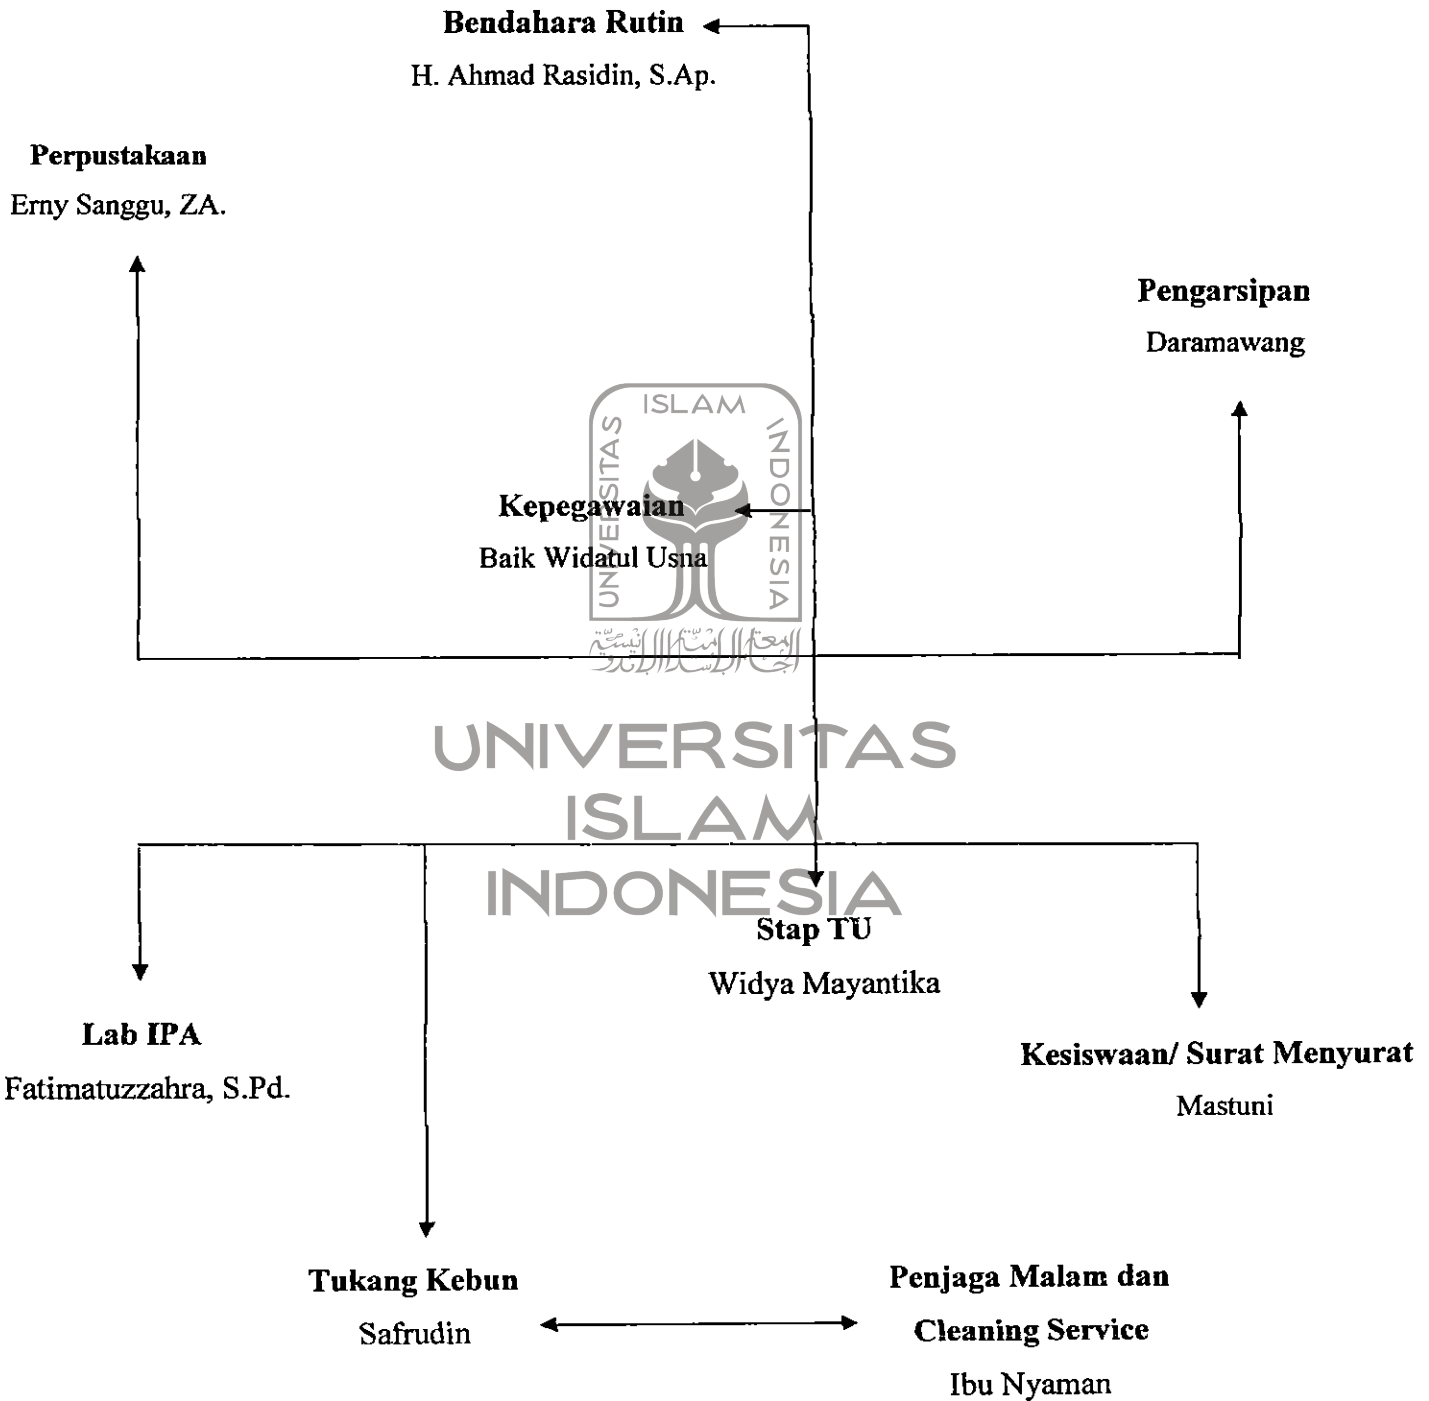 Bendahara Rutin
H. Ahmad Rasidin, S.Ap.
Perpustakaan
Erny Sanggu, ZA.
Pengarsipan
Daramawang
ISLAM
UNIVERSITAS
INDONESIA
Kepegawaian
Baik Widatul Usna
UNIVERSITAS
ISLAM
INDONESIA
Stap TU
Widya Mayantika
Lab IPA
Fatimatuzzahra, S.Pd.
Kesiswaan/ Surat Menyurat
Mastuni
Tukang Kebun
Safrudin
Penjaga Malam dan
Cleaning Service
Ibu Nyaman